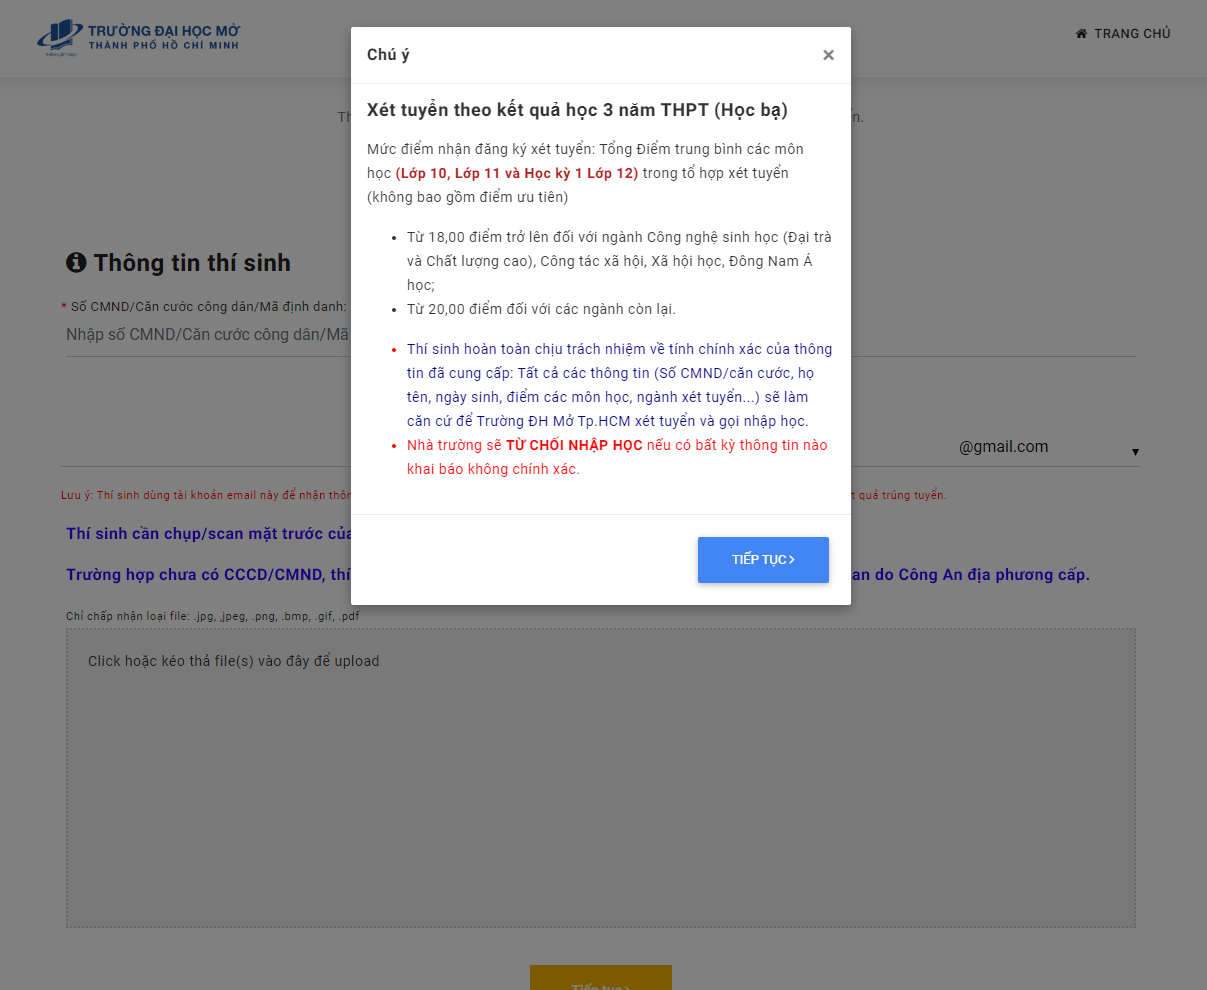 TRƯỜNG ĐẠI HỌC MỞ
THÀNH PHỐ HỒ CHÍ MINH
TRANG CHỦ
Chú ý
×
Xét tuyển theo kết quả học 3 năm THPT (Học bạ)
Mức điểm nhận đăng ký xét tuyển: Tổng Điểm trung bình các môn
học (Lớp 10, Lớp 11 và Học kỳ 1 Lớp 12) trong tổ hợp xét tuyển
(không bao gồm điểm ưu tiên)
Từ 18,00 điểm trở lên đối với ngành Công nghệ sinh học (Đại trà
và Chất lượng cao), Công tác xã hội, Xã hội học, Đông Nam Á
học;
Từ 20,00 điểm đối với các ngành còn lại.
Thí sinh hoàn toàn chịu trách nhiệm về tính chính xác của thông
tin đã cung cấp: Tất cả các thông tin (Số CMND/căn cước, họ
tên, ngày sinh, điểm các môn học, ngành xét tuyển...) sẽ làm
căn cứ để Trường ĐH Mở Tp.HCM xét tuyển và gọi nhập học.
Nhà trường sẽ TỪ CHỐI NHẬP HỌC nếu có bất kỳ thông tin nào
khai báo không chính xác.
TIẾP TỤC
Thông tin thí sinh
* Số CMND/Căn cước công dân/Mã định danh:
Nhập số CMND/Căn cước công dân/Mã
@gmail.com
Lưu ý: Thí sinh dùng tài khoản email này để nhận thôn
quả trúng tuyển.
Thí sinh cần chụp/scan mặt trước của
Trường hợp chưa có CCCD/CMND, thí
an do Công An địa phương cấp.
Chỉ chấp nhận loại file: .jpg, .jpeg, .png, .bmp, .gif, .pdf
Click hoặc kéo thả file(s) vào đây để upload
Tiếp tục